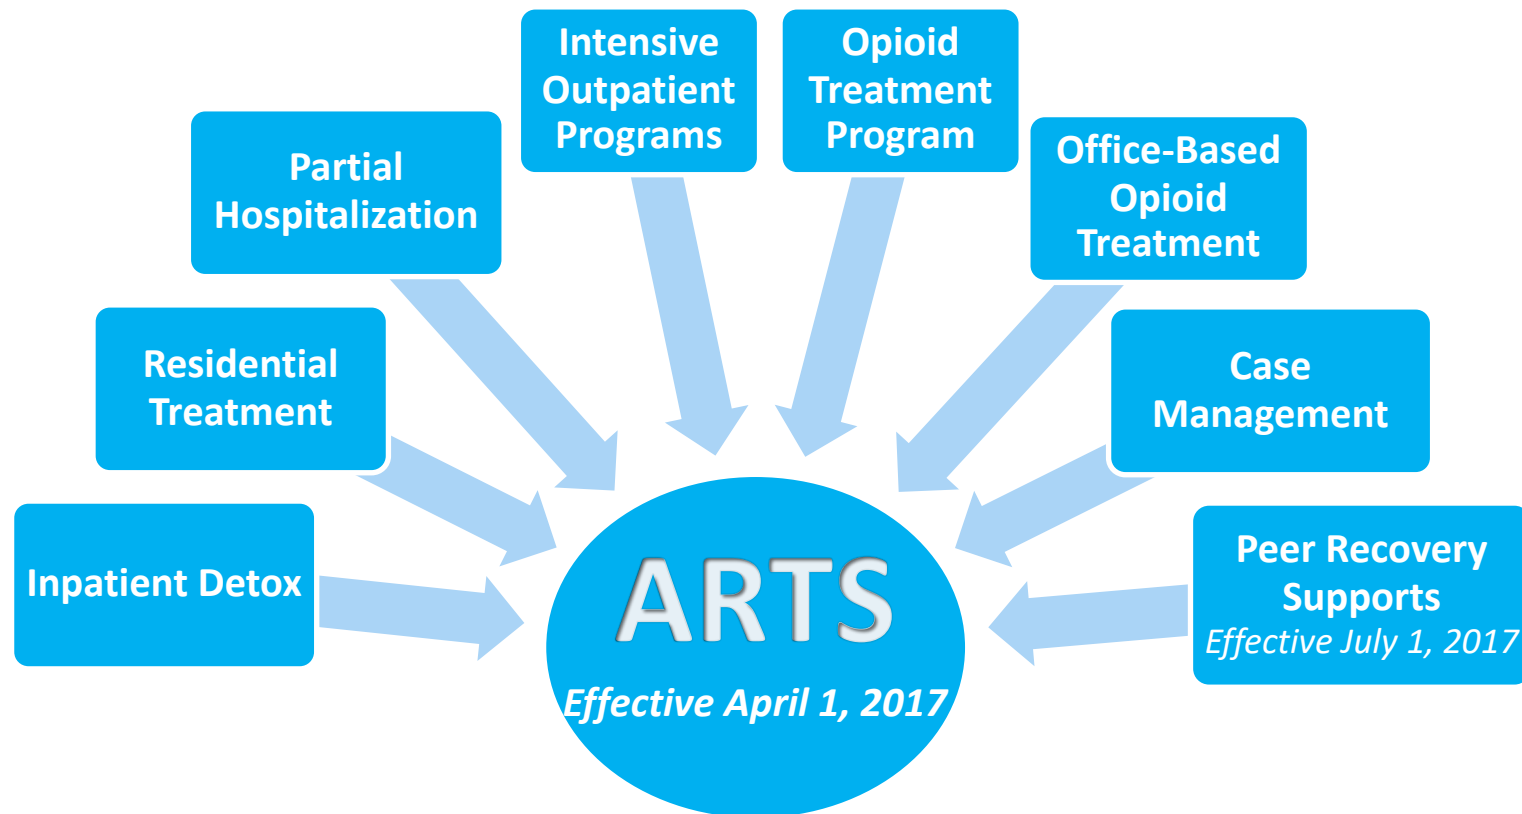 Intensive
Outpatient
Programs
Opioid
Treatment
Program
Partial
Hospitalization
Office-Based
Opioid
Treatment
Residential
Treatment
Case
Management
Inpatient Detox
Peer Recovery
Supports
Effective July 1, 2017
ARTS
Effective April 1, 2017